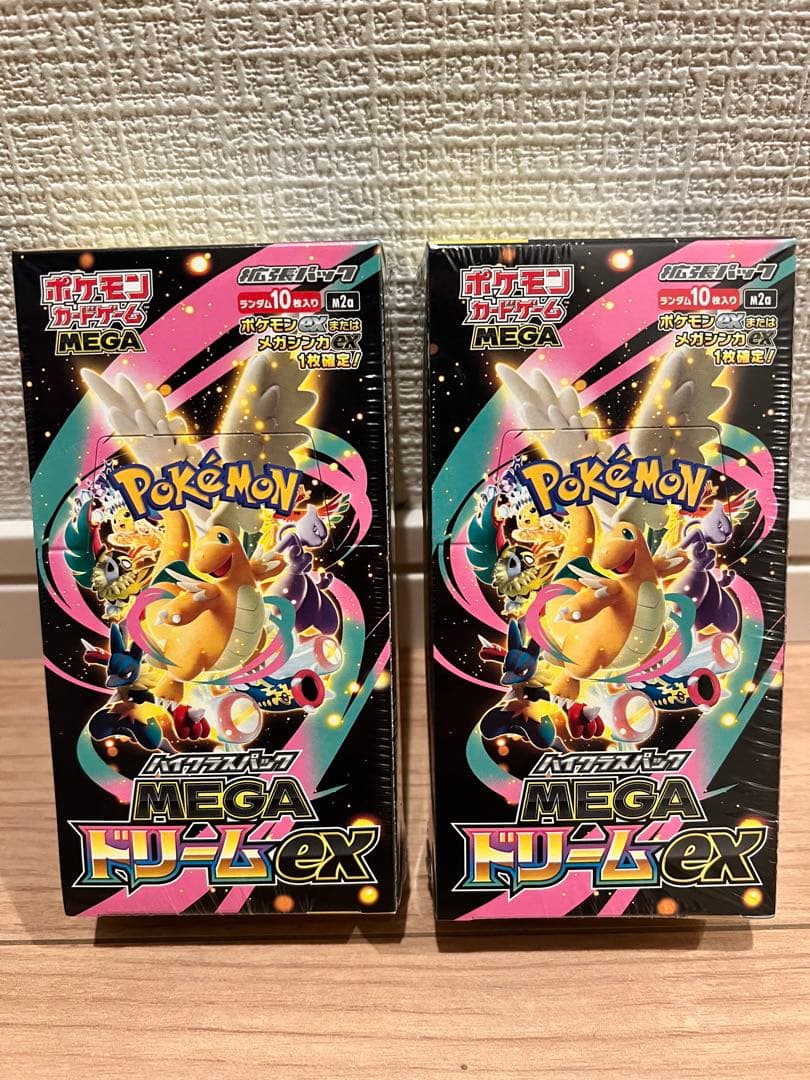 ポケモン
カードゲーム
MEGA
拡張パック
ランダム10枚入り
M2a
ポケモンexまたは
メガシンカex
1枚確定!
POKéMON
ハイクラスパック
MEGA
ドリームex
ポケモン
カードゲーム
MEGA
拡張パック
ランダム10枚入り
M2a
ポケモンexまたは
メガシンカex
1枚確定!
POKéMON
ハイクラスパック
MEGA
ドリームex